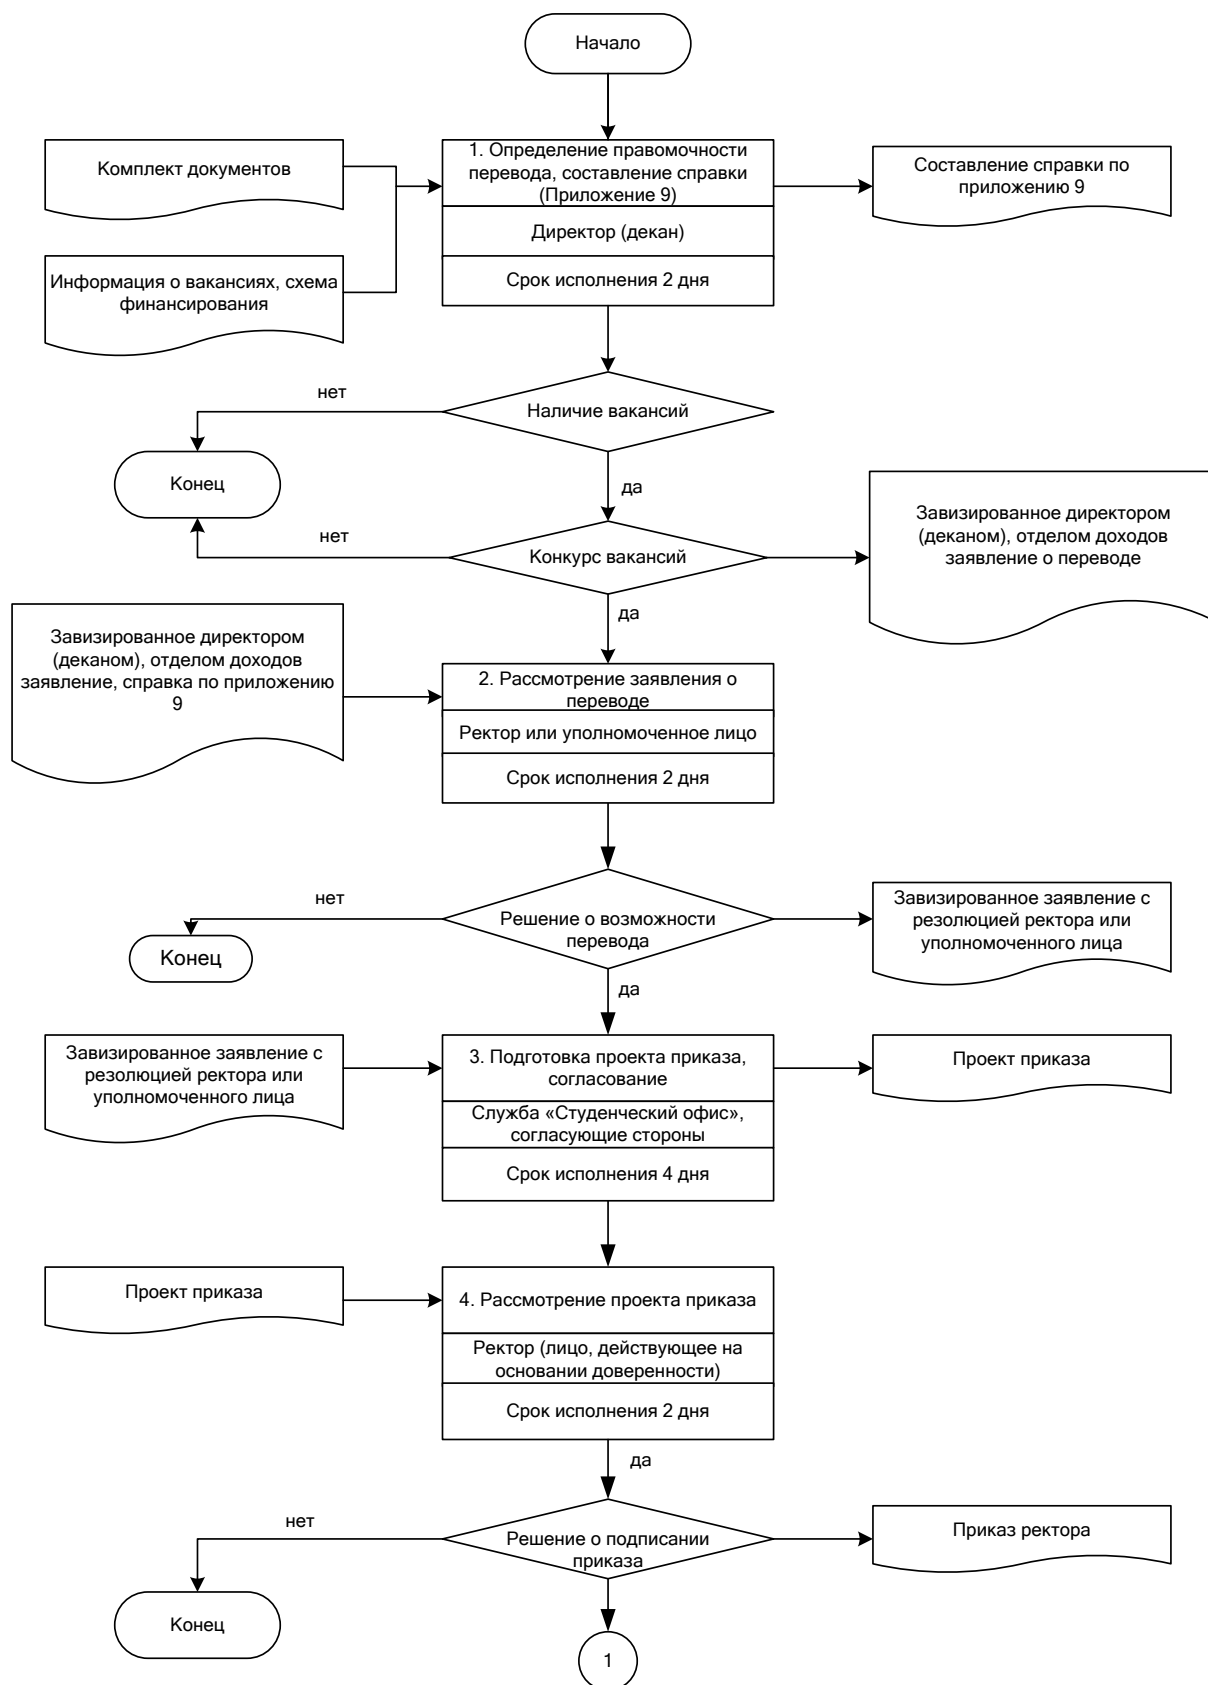 Начало
Комплект документов
1. Определение правомочности
перевода, составление справки
(Приложение 9)
Составление справки по
приложению 9
Директор (декан)
Информация о вакансиях, схема
финансирования
Срок исполнения 2 дня
нет
Наличие вакансий
Конец
да
нет
Конкурс вакансий
Завизированное директором
(деканом), отделом доходов
заявление о переводе
да
Завизированное директором
(деканом), отделом доходов
заявление, справка по приложению
9
2. Рассмотрение заявления о
переводе
Ректор или уполномоченное лицо
Срок исполнения 2 дня
нет
Решение о возможности
перевода
Завизированное заявление с
резолюцией ректора или
уполномоченного лица
Конец
да
Завизированное заявление с
резолюцией ректора или
уполномоченного лица
3. Подготовка проекта приказа,
согласование
Проект приказа
Служба «Студенческий офис»,
согласующие стороны
Срок исполнения 4 дня
Проект приказа
4. Рассмотрение проекта приказа
Ректор (лицо, действующее на
основании доверенности)
Срок исполнения 2 дня
да
нет
Решение о подписании
приказа
Приказ ректора
Конец
1